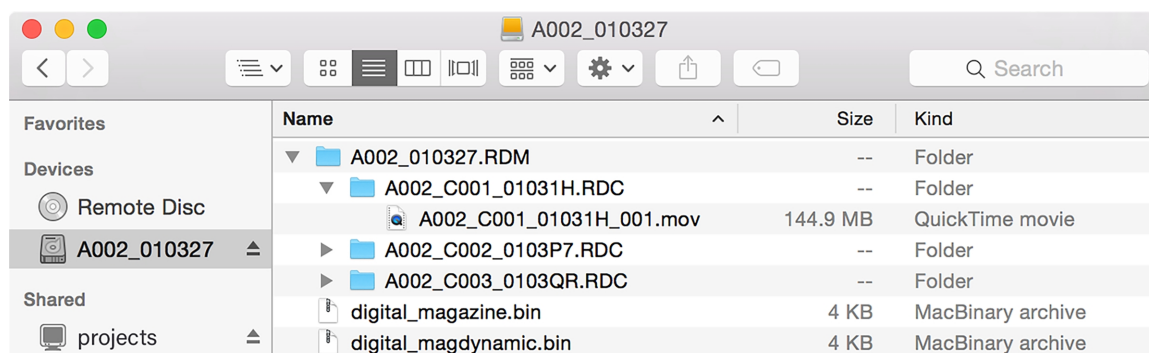 A002_010327
Search
Favorites
Devices
Remote Disc
A002_010327
Shared
projects
Name Size Kind
A002_010327.RDM -- Folder
A002_C001_01031H.RDC -- Folder
A002_C001_01031H_001.mov 144.9 MB QuickTime movie
A002_C002_0103P7.RDC -- Folder
A002_C003_0103QR.RDC -- Folder
digital_magazine.bin 4 KB MacBinary archive
digital_magdynamic.bin 4 KB MacBinary archive